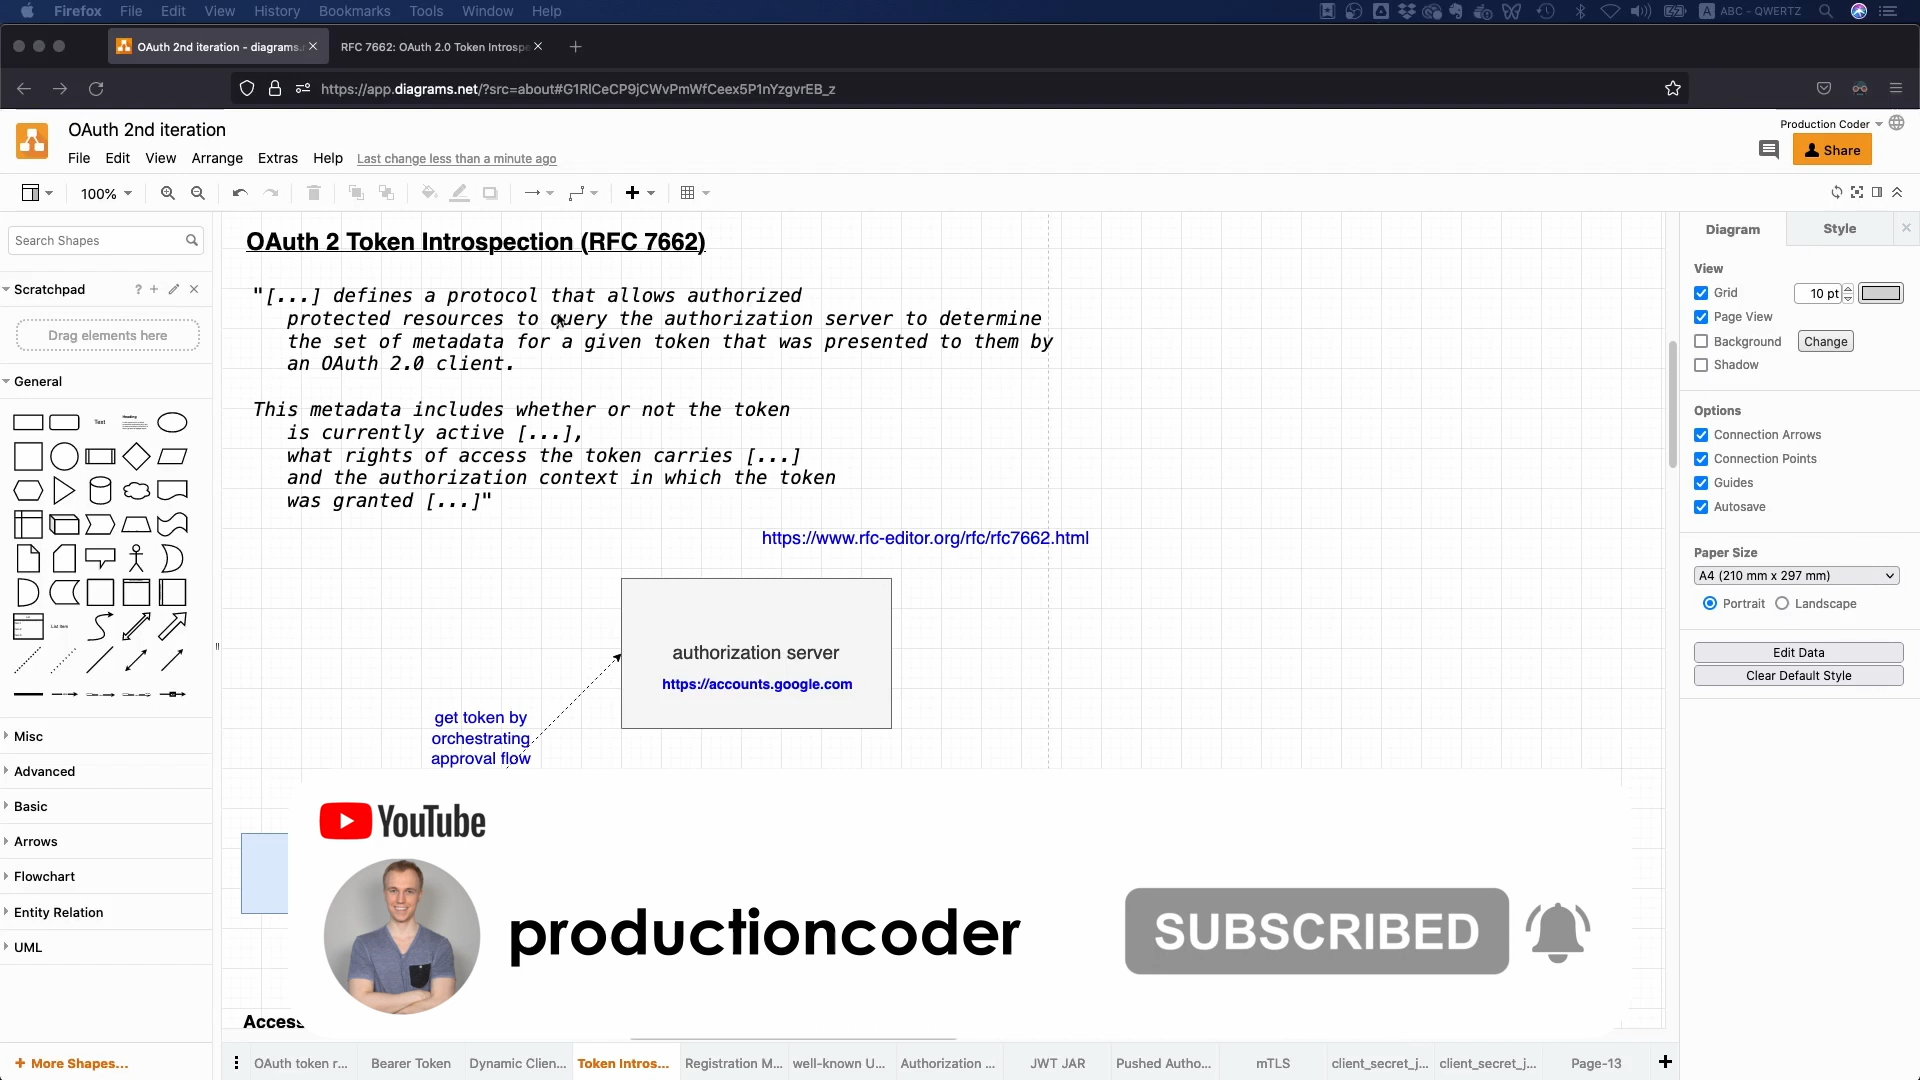 Firefox File Edit View History Bookmarks Tools Window Help
ABC - QWERTZ
OAuth 2nd iteration - diagrams.
RFC 7662: OAuth 2.0 Token Introspe
https://app.diagrams.net/?src=about#G1RlCeCP9jCWvPmWfCeex5P1nYzgvrEB_z
OAuth 2nd iteration
Production Coder
File Edit View Arrange Extras Help Last change less than a minute ago
Share
100%
Search Shapes
Scratchpad
Drag elements here
General
Text
Heading
List Item
Misc
Advanced
Basic
Arrows
Flowchart
Entity Relation
UML
+ More Shapes...
OAuth 2 Token Introspection (RFC 7662)
"[...] defines a protocol that allows authorized
protected resources to query the authorization server to determine
the set of metadata for a given token that was presented to them by
an OAuth 2.0 client.
This metadata includes whether or not the token
is currently active [...],
what rights of access the token carries [...]
and the authorization context in which the token
was granted [...]"
https://www.rfc-editor.org/rfc/rfc7662.html
authorization server
https://accounts.google.com
get token by
orchestrating
approval flow
YouTube
productioncoder
SUBSCRIBED
Access
Diagram Style
View
Grid 10 pt
Page View
Background Change
Shadow
Options
Connection Arrows
Connection Points
Guides
Autosave
Paper Size
A4 (210 mm x 297 mm)
Portrait Landscape
Edit Data
Clear Default Style
OAuth token r... Bearer Token Dynamic Clien... Token Intros... Registration M... well-known U... Authorization ... JWT JAR Pushed Autho... mTLS client_secret_j... client_secret_j... Page-13